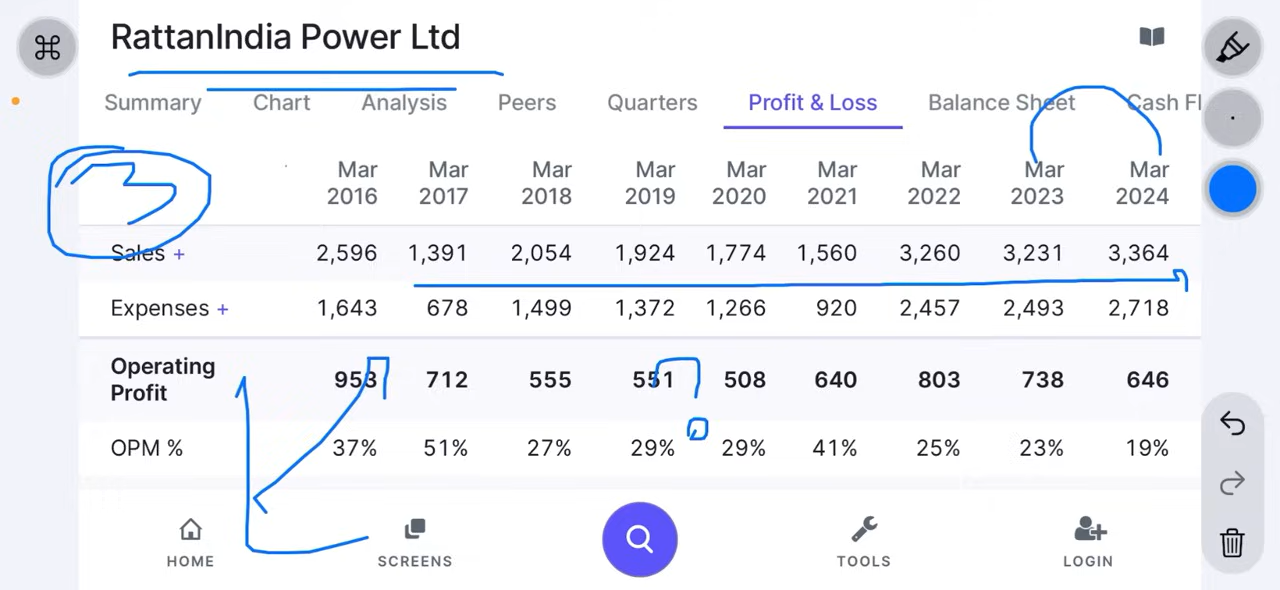 RattanIndia Power Ltd
Summary Chart Analysis Peers Quarters Profit & Loss Balance Sheet Cash Fl
Mar 2016 Mar 2017 Mar 2018 Mar 2019 Mar 2020 Mar 2021 Mar 2022 Mar 2023 Mar 2024
3
Sales + 2,596 1,391 2,054 1,924 1,774 1,560 3,260 3,231 3,364
Expenses + 1,643 678 1,499 1,372 1,266 920 2,457 2,493 2,718
Operating Profit 953 712 555 551 508 640 803 738 646
OPM % 37% 51% 27% 29% 29% 41% 25% 23% 19%
HOME SCREENS TOOLS LOGIN